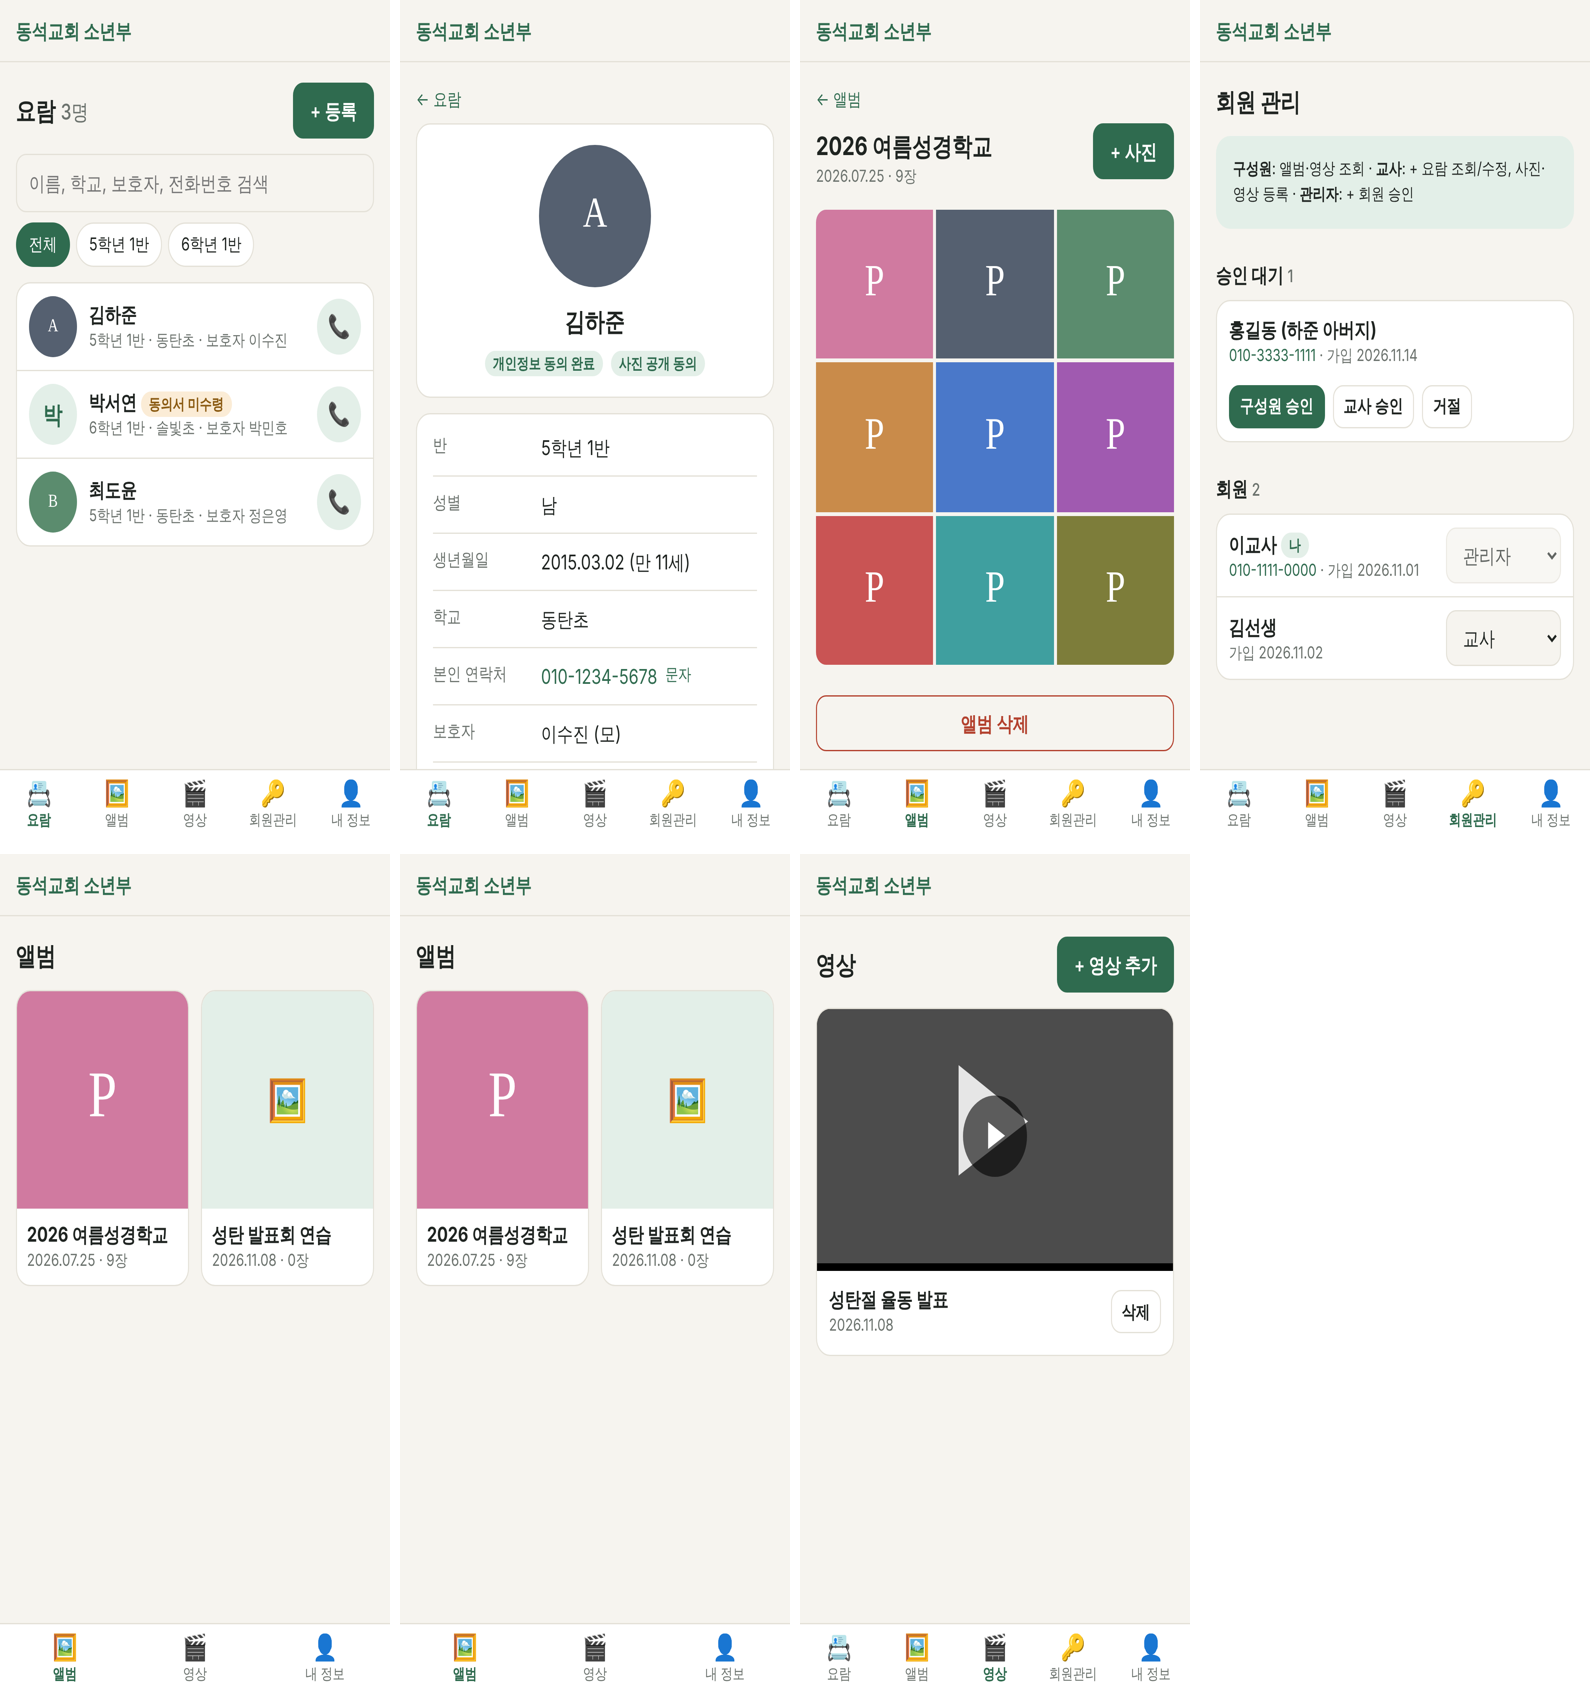 동석교회 소년부
요람 3명
+ 등록
이름, 학교, 보호자, 전화번호 검색
전체
5학년 1반
6학년 1반
A
김하준
5학년 1반 · 동탄초 · 보호자 이수진
박
박서연 동의서 미수령
6학년 1반 · 솔빛초 · 보호자 박민호
B
최도윤
5학년 1반 · 동탄초 · 보호자 정은영
요람
앨범
영상
회원관리
내 정보
동석교회 소년부
← 요람
A
김하준
개인정보 동의 완료
사진 공개 동의
반
5학년 1반
성별
남
생년월일
2015.03.02 (만 11세)
학교
동탄초
본인 연락처
010-1234-5678 문자
보호자
이수진 (모)
요람
앨범
영상
회원관리
내 정보
동석교회 소년부
← 앨범
2026 여름성경학교
2026.07.25 · 9장
+ 사진
P
P
P
P
P
P
P
P
P
앨범 삭제
요람
앨범
영상
회원관리
내 정보
동석교회 소년부
회원 관리
구성원: 앨범·영상 조회 · 교사: + 요람 조회/수정, 사진·
영상 등록 · 관리자: + 회원 승인
승인 대기 1
홍길동 (하준 아버지)
010-3333-1111 · 가입 2026.11.14
구성원 승인
교사 승인
거절
회원 2
이교사 나
010-1111-0000 · 가입 2026.11.01
관리자
김선생
가입 2026.11.02
교사
요람
앨범
영상
회원관리
내 정보
동석교회 소년부
앨범
P
2026 여름성경학교
2026.07.25 · 9장
성탄 발표회 연습
2026.11.08 · 0장
앨범
영상
내 정보
동석교회 소년부
앨범
P
2026 여름성경학교
2026.07.25 · 9장
성탄 발표회 연습
2026.11.08 · 0장
앨범
영상
내 정보
동석교회 소년부
영상
+ 영상 추가
성탄절 율동 발표
2026.11.08
삭제
요람
앨범
영상
회원관리
내 정보